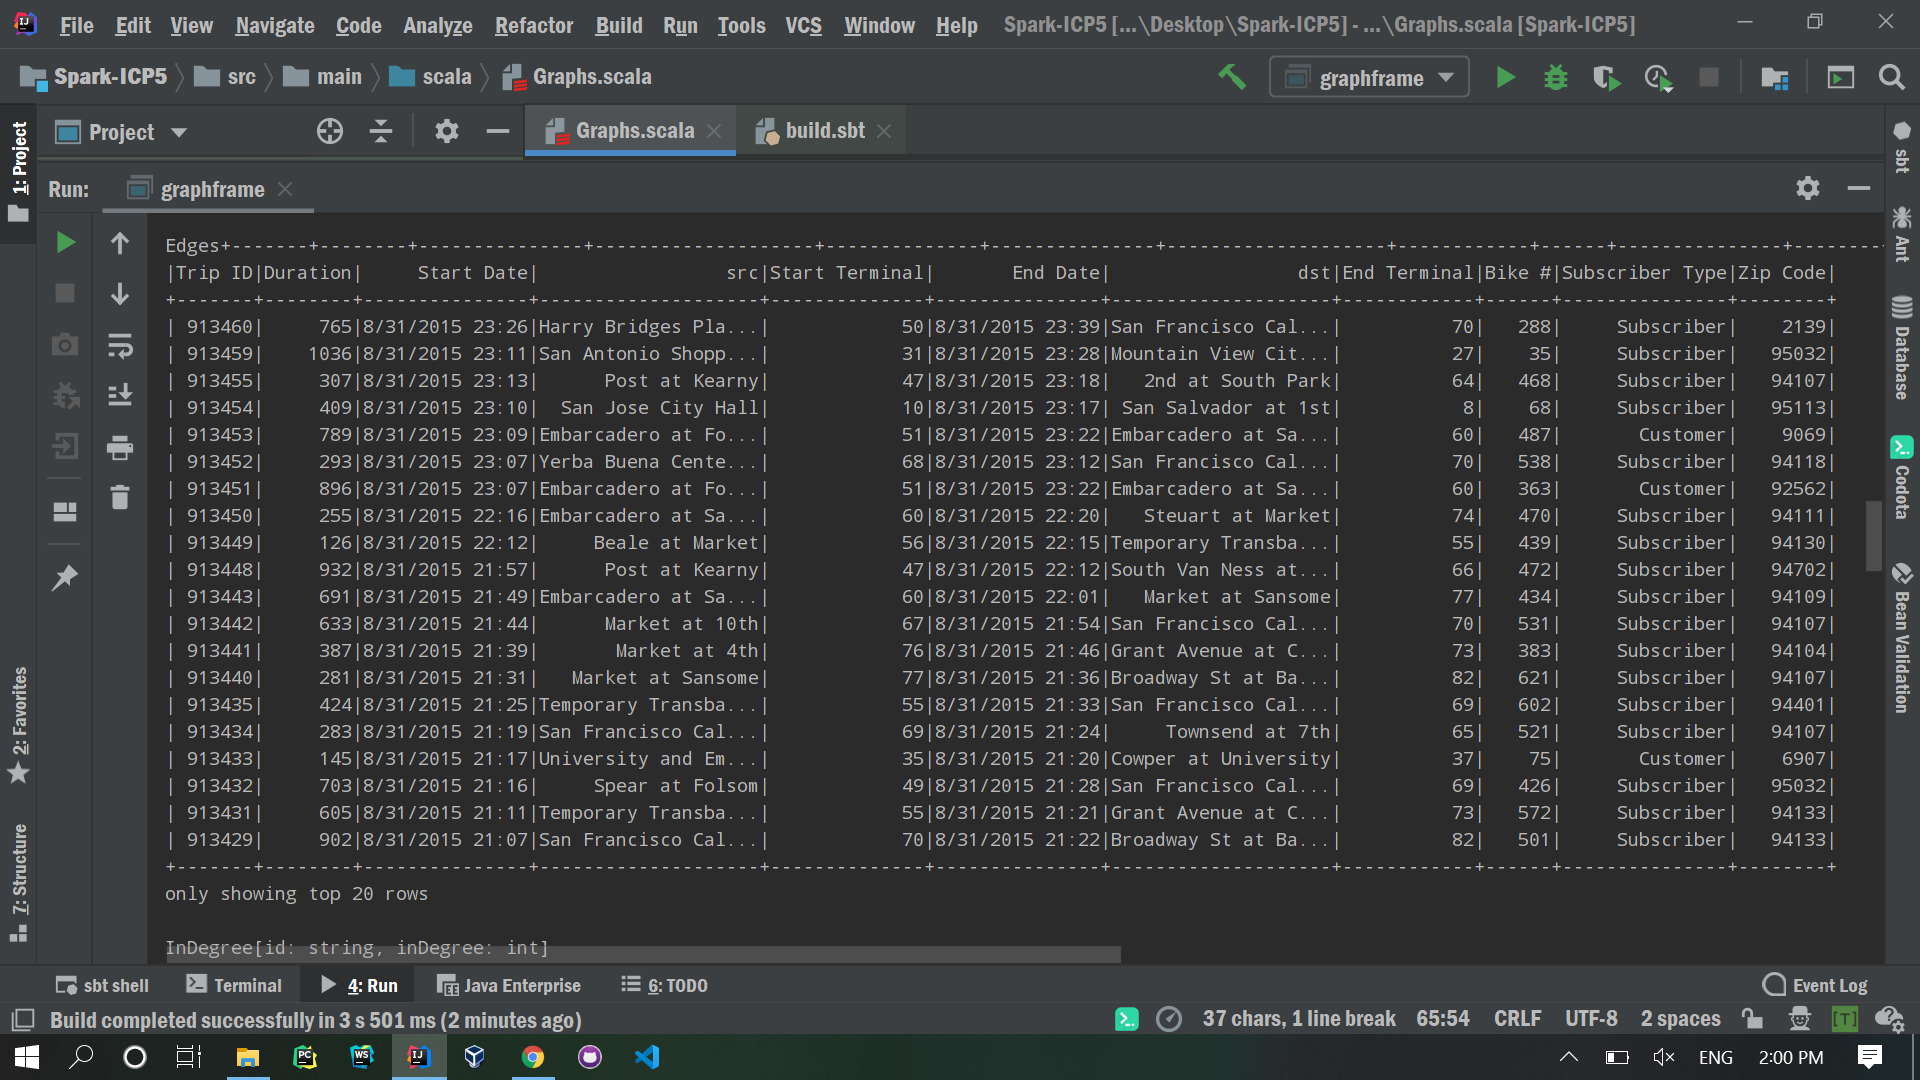 File Edit View Navigate Code Analyze Refactor Build Run Tools VCS Window Help Spark-ICP5 [...\Desktop\Spark-ICP5] - ...\Graphs.scala [Spark-ICP5]
Spark-ICP5 src main scala Graphs.scala graphframe
Project Graphs.scala build.sbt
Run: graphframe
Edges+-------+--------+---------------+--------------------+--------------+---------------+--------------------+------------+------+---------------+--------
|Trip ID|Duration|     Start Date|                 src|Start Terminal|       End Date|                 dst|End Terminal|Bike #|Subscriber Type|Zip Code|
+-------+--------+---------------+--------------------+--------------+---------------+--------------------+------------+------+---------------+--------+
| 913460|     765|8/31/2015 23:26|Harry Bridges Pla...|            50|8/31/2015 23:39|San Francisco Cal...|          70|   288|     Subscriber|    2139|
| 913459|    1036|8/31/2015 23:11|San Antonio Shopp...|            31|8/31/2015 23:28|Mountain View Cit...|          27|    35|     Subscriber|   95032|
| 913455|     307|8/31/2015 23:13|      Post at Kearny|            47|8/31/2015 23:18|   2nd at South Park|          64|   468|     Subscriber|   94107|
| 913454|     409|8/31/2015 23:10|  San Jose City Hall|            10|8/31/2015 23:17| San Salvador at 1st|           8|    68|     Subscriber|   95113|
| 913453|     789|8/31/2015 23:09|Embarcadero at Fo...|            51|8/31/2015 23:22|Embarcadero at Sa...|          60|   487|       Customer|    9069|
| 913452|     293|8/31/2015 23:07|Yerba Buena Cente...|            68|8/31/2015 23:12|San Francisco Cal...|          70|   538|     Subscriber|   94118|
| 913451|     896|8/31/2015 23:07|Embarcadero at Fo...|            51|8/31/2015 23:22|Embarcadero at Sa...|          60|   363|       Customer|   92562|
| 913450|     255|8/31/2015 22:16|Embarcadero at Sa...|            60|8/31/2015 22:20|   Steuart at Market|          74|   470|     Subscriber|   94111|
| 913449|     126|8/31/2015 22:12|     Beale at Market|            56|8/31/2015 22:15|Temporary Transba...|          55|   439|     Subscriber|   94130|
| 913448|     932|8/31/2015 21:57|      Post at Kearny|            47|8/31/2015 22:12|South Van Ness at...|          66|   472|     Subscriber|   94702|
| 913443|     691|8/31/2015 21:49|Embarcadero at Sa...|            60|8/31/2015 22:01|   Market at Sansome|          77|   434|     Subscriber|   94109|
| 913442|     633|8/31/2015 21:44|      Market at 10th|            67|8/31/2015 21:54|San Francisco Cal...|          70|   531|     Subscriber|   94107|
| 913441|     387|8/31/2015 21:39|       Market at 4th|            76|8/31/2015 21:46|Grant Avenue at C...|          73|   383|     Subscriber|   94104|
| 913440|     281|8/31/2015 21:31|   Market at Sansome|            77|8/31/2015 21:36|Broadway St at Ba...|          82|   621|     Subscriber|   94107|
| 913435|     424|8/31/2015 21:25|Temporary Transba...|            55|8/31/2015 21:33|San Francisco Cal...|          69|   602|     Subscriber|   94401|
| 913434|     283|8/31/2015 21:19|San Francisco Cal...|            69|8/31/2015 21:24|     Townsend at 7th|          65|   521|     Subscriber|   94107|
| 913433|     145|8/31/2015 21:17|University and Em...|            35|8/31/2015 21:20|Cowper at University|          37|    75|       Customer|    6907|
| 913432|     703|8/31/2015 21:16|     Spear at Folsom|            49|8/31/2015 21:28|San Francisco Cal...|          69|   426|     Subscriber|   95032|
| 913431|     605|8/31/2015 21:11|Temporary Transba...|            55|8/31/2015 21:21|Grant Avenue at C...|          73|   572|     Subscriber|   94133|
| 913429|     902|8/31/2015 21:07|San Francisco Cal...|            70|8/31/2015 21:22|Broadway St at Ba...|          82|   501|     Subscriber|   94133|
+-------+--------+---------------+--------------------+--------------+---------------+--------------------+------------+------+---------------+--------+
only showing top 20 rows
InDegree[id: string, inDegree: int]
1: Project
2: Favorites
7: Structure
sbt
Ant
Database
Codota
Bean Validation
sbt shell Terminal 4: Run Java Enterprise 6: TODO Event Log
Build completed successfully in 3 s 501 ms (2 minutes ago) 37 chars, 1 line break 65:54 CRLF UTF-8 2 spaces [T]
PC WS IJ ENG 2:00 PM